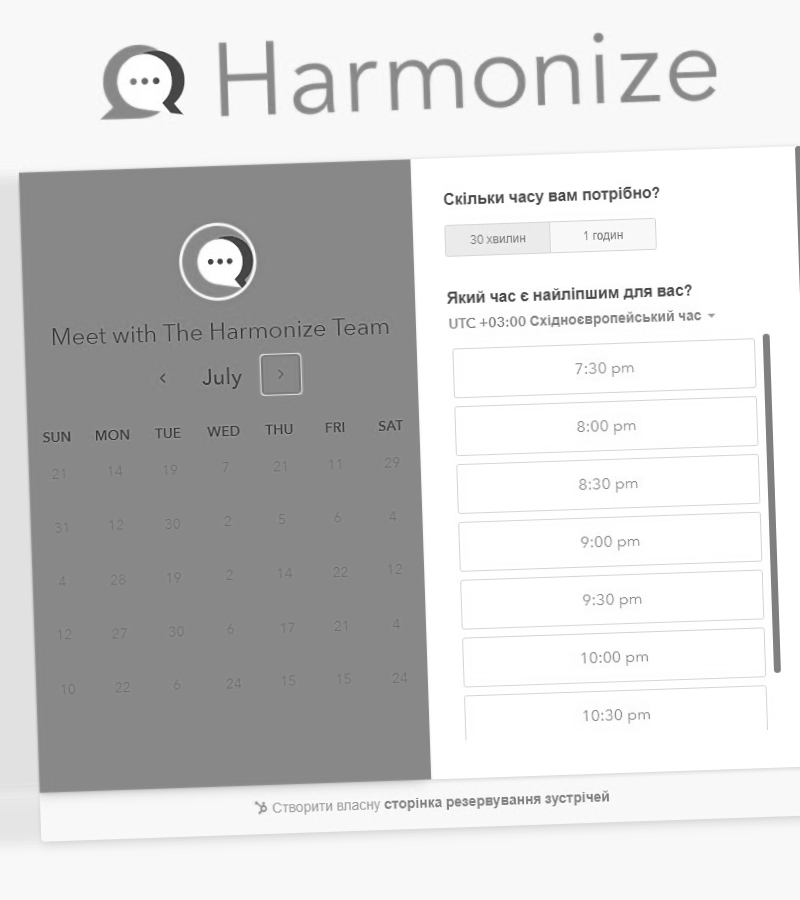 Harmonize
Meet with The Harmonize Team
July
SUN MON TUE WED THU FRI SAT
21 14 19 7 21 11 29
31 12 30 2 5 6 4
4 28 19 2 14 22 12
12 27 30 6 17 21 4
10 22 6 24 15 15 24
Скільки часу вам потрібно?
30 хвилин 1 годин
Який час є найліпшим для вас?
UTC +03:00 Східноєвропейський час
7:30 pm
8:00 pm
8:30 pm
9:00 pm
9:30 pm
10:00 pm
10:30 pm
Створити власну сторінка резервування зустрічей